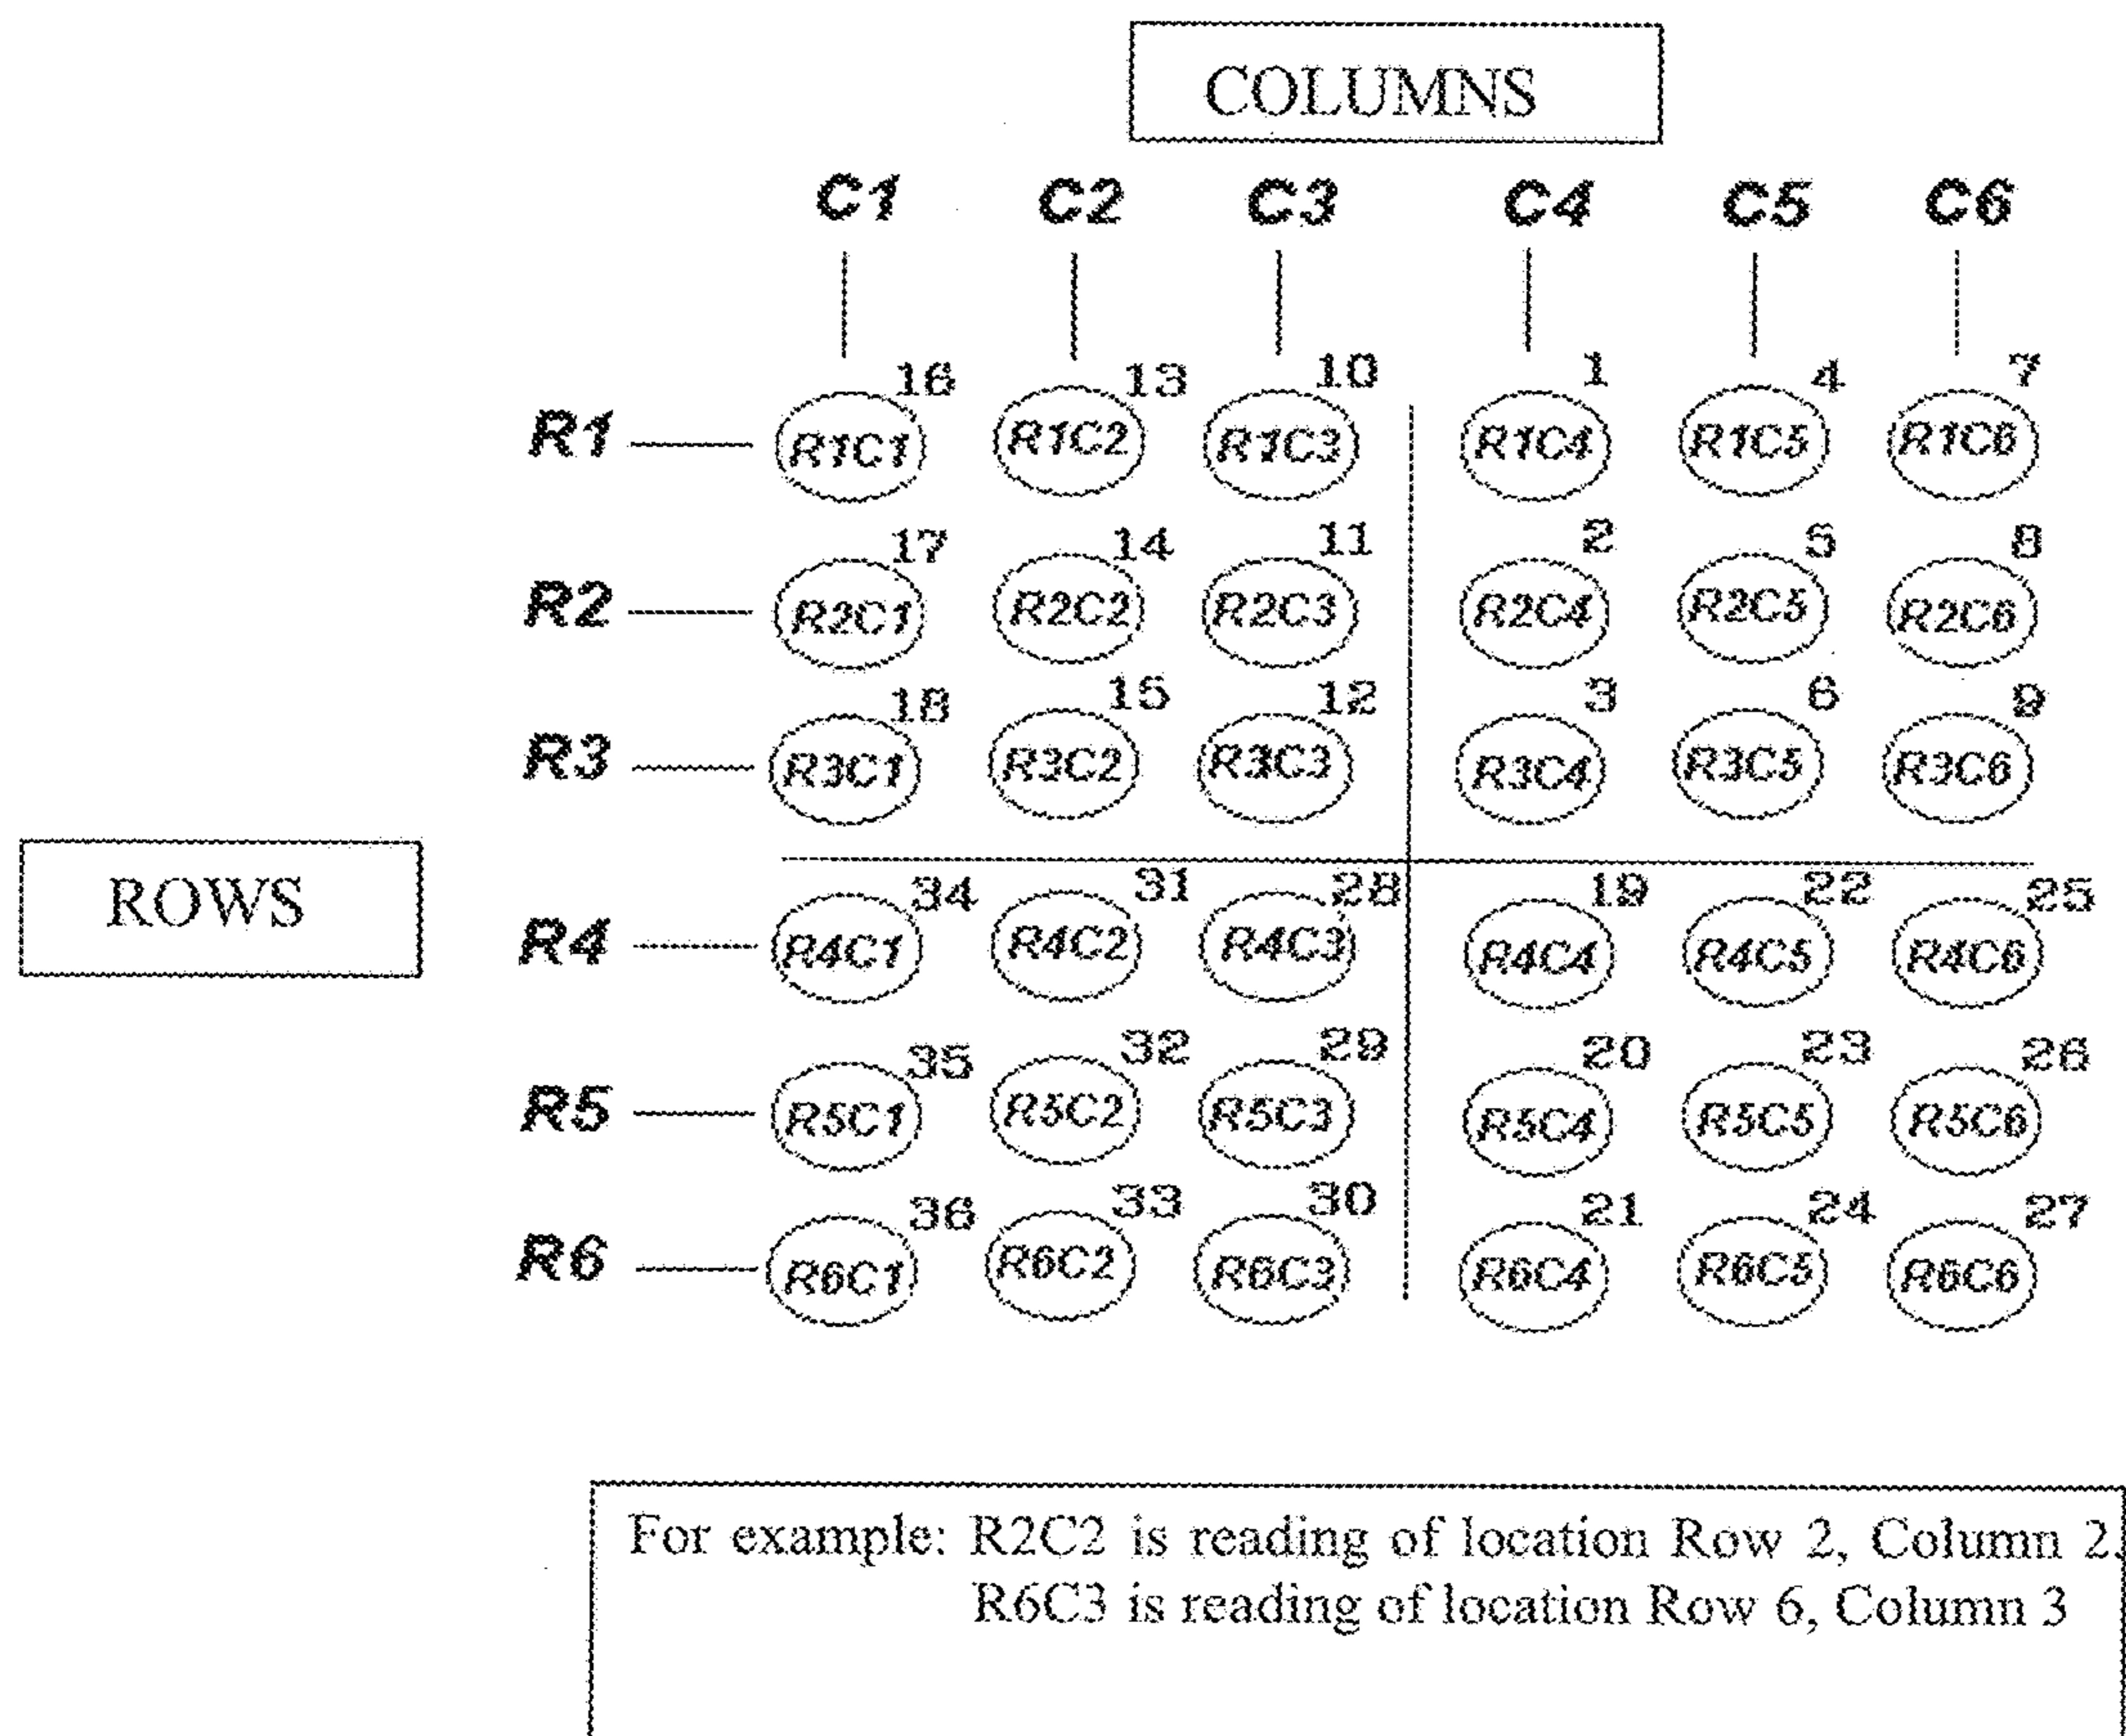 COLUMNS
C1 C2 C3 C4 C5 C6
16 13 10 1 4 7
R1 R1C1 R1C2 R1C3 R1C4 R1C5 R1C6
17 14 11 2 5 8
R2 R2C1 R2C2 R2C3 R2C4 R2C5 R2C6
18 15 12 3 6 9
R3 R3C1 R3C2 R3C3 R3C4 R3C5 R3C6
ROWS
34 31 28 19 22 25
R4 R4C1 R4C2 R4C3 R4C4 R4C5 R4C6
35 32 29 20 23 26
R5 R5C1 R5C2 R5C3 R5C4 R5C5 R5C6
36 33 30 21 24 27
R6 R6C1 R6C2 R6C3 R6C4 R6C5 R6C6
For example: R2C2 is reading of location Row 2, Column 2,
R6C3 is reading of location Row 6, Column 3